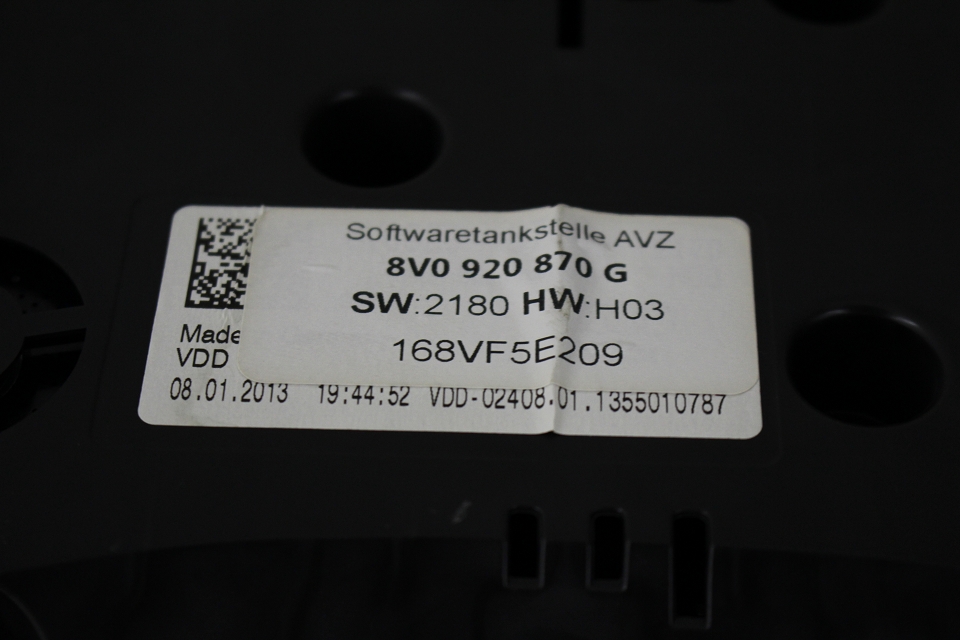 Softwaretankstelle AVZ
8V0 920 870 G
SW:2180 HW:H03
168VF5E209
Made
VDD
08.01.2013 19:44:52 VDD-02408.01.1355010787